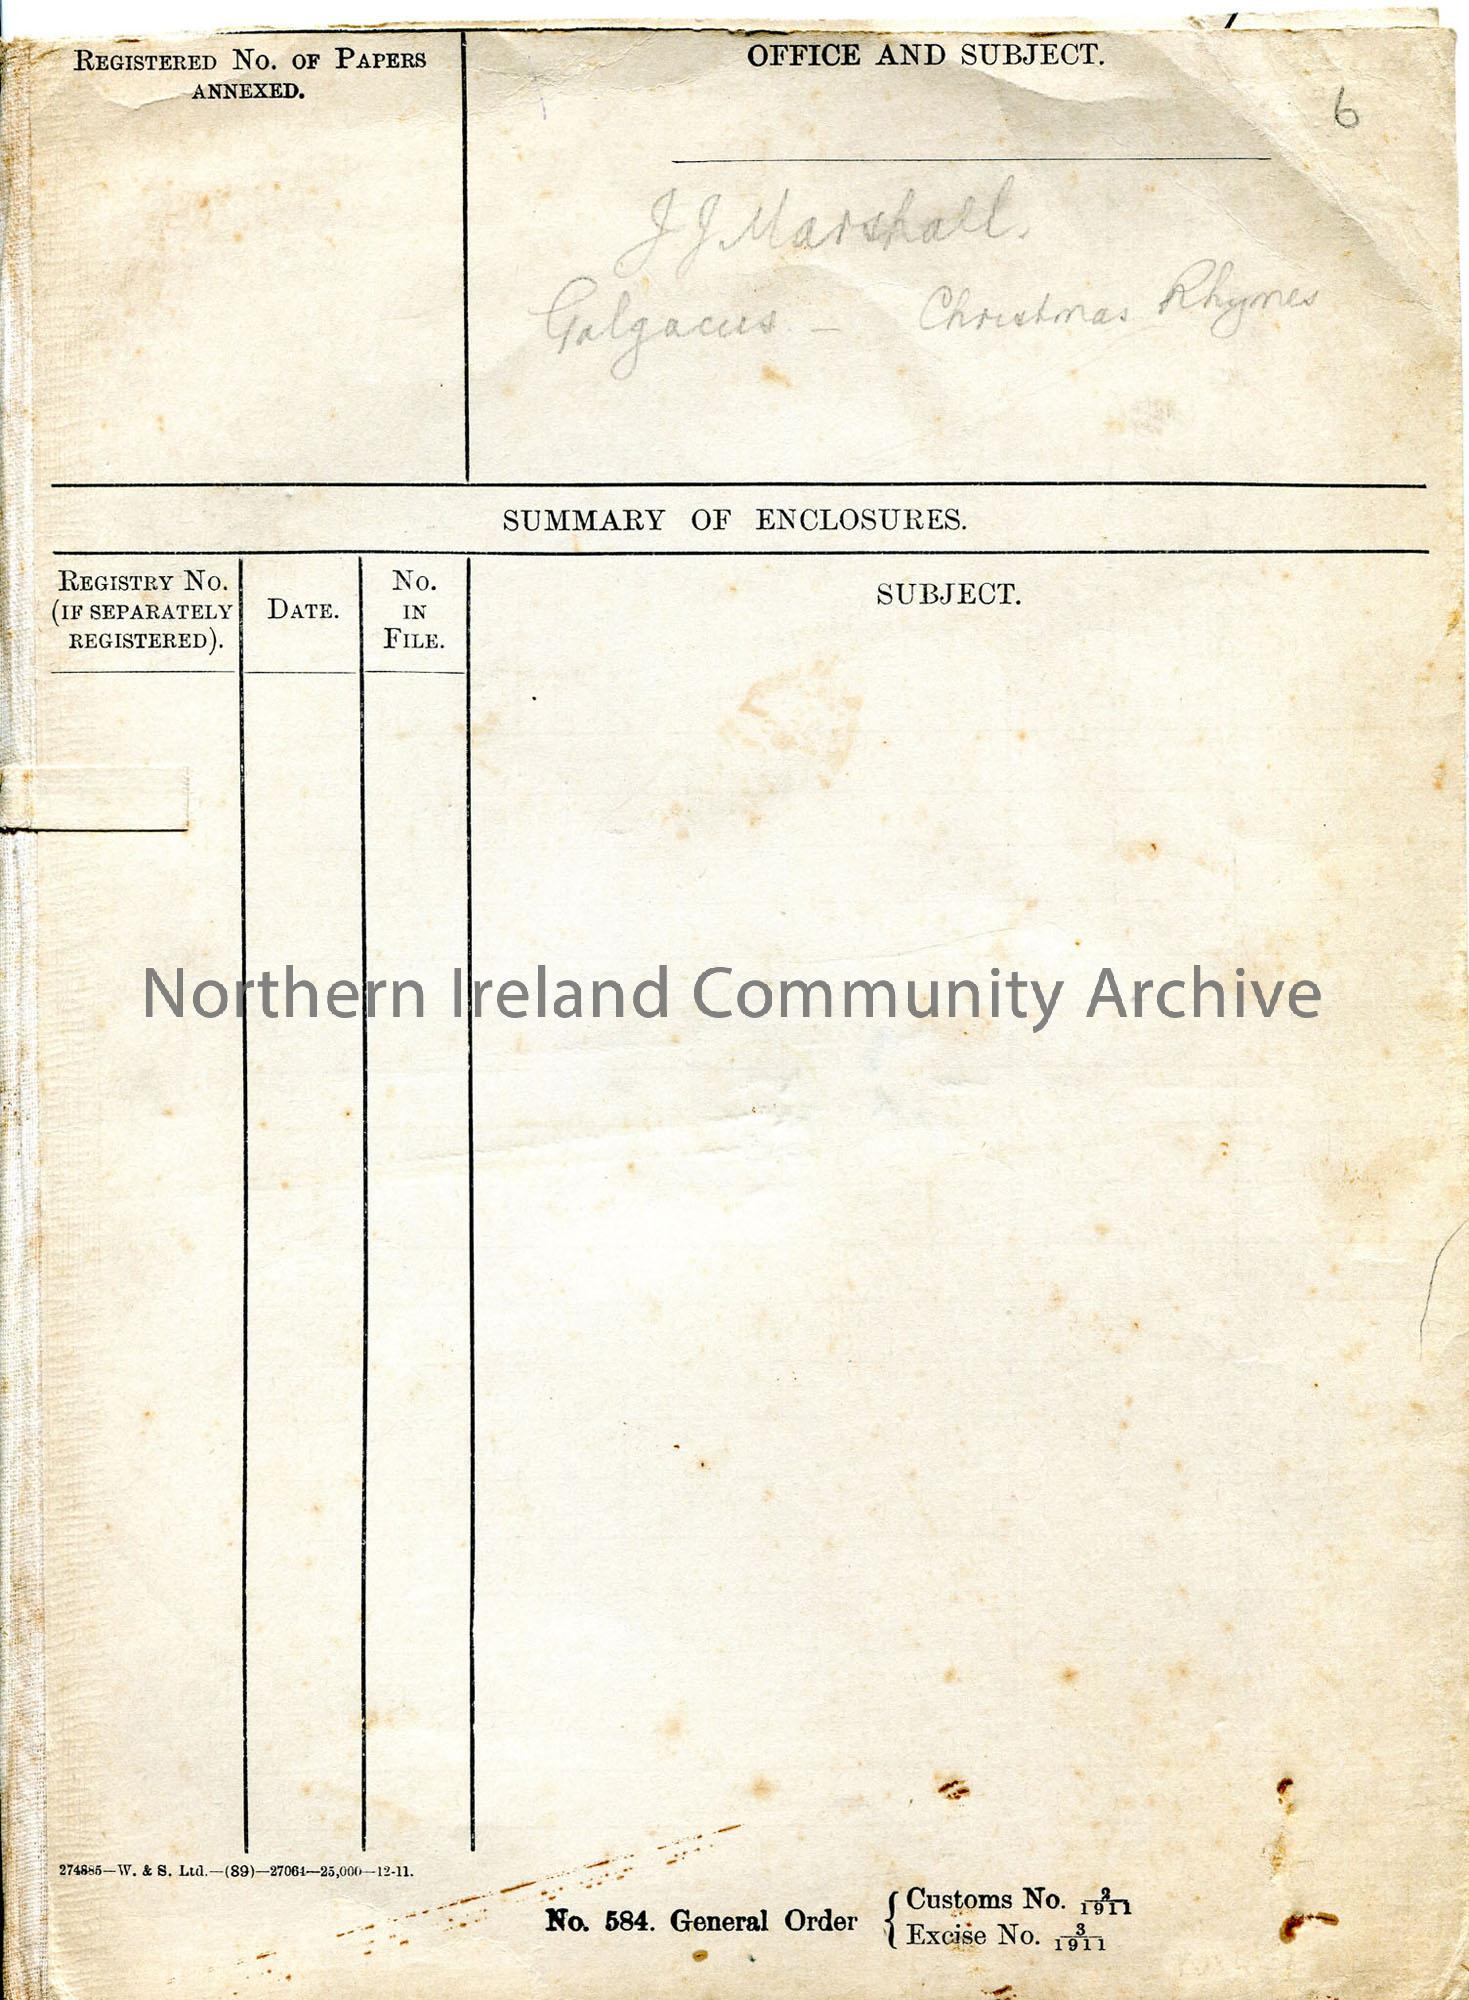 REGISTERED NO. OF PAPERS
ANNEXED.
OFFICE AND SUBJECT.
6
J J Marshall.
Galgacus – Christmas Rhymes
SUMMARY OF ENCLOSURES.
REGISTRY NO.
(IF SEPARATELY
REGISTERED).
DATE.
NO.
IN
FILE.
SUBJECT.
Northern Ireland Community Archive
274885—W. & S. Ltd.—(89)—27061—25,000—12-11.
No. 584. General Order { Customs No. 2/1911
Excise No. 3/1911